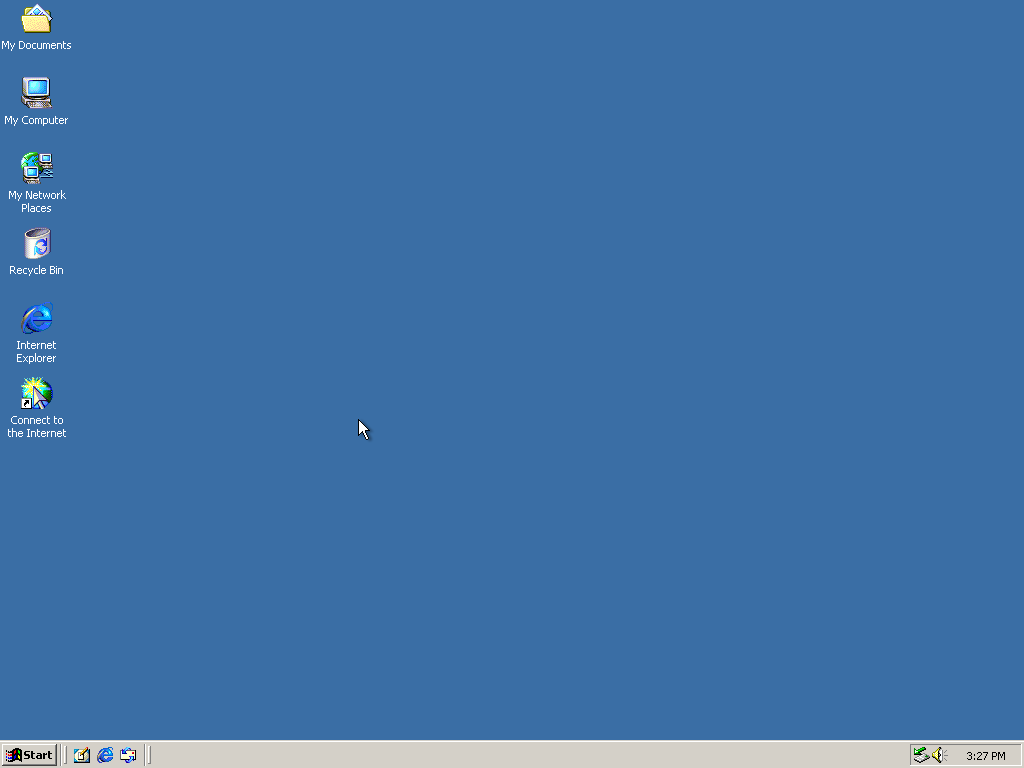 My Documents
My Computer
My Network
Places
Recycle Bin
Internet
Explorer
Connect to
the Internet
Start
3:27 PM